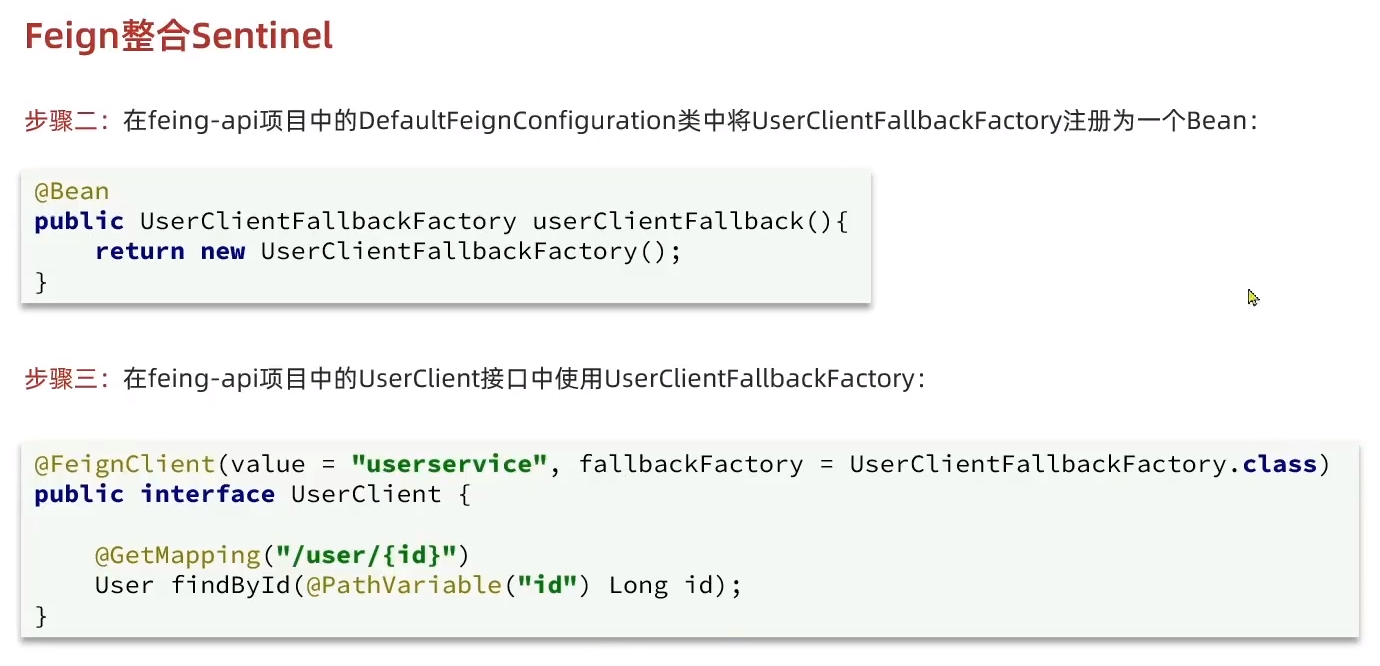 Feign整合Sentinel
步骤二：在feing-api项目中的DefaultFeignConfiguration类中将UserClientFallbackFactory注册为一个Bean：
@Bean
public UserClientFallbackFactory userClientFallback(){
    return new UserClientFallbackFactory();
}
步骤三：在feing-api项目中的UserClient接口中使用UserClientFallbackFactory：
@FeignClient(value = "userservice", fallbackFactory = UserClientFallbackFactory.class)
public interface UserClient {
    @GetMapping("/user/{id}")
    User findById(@PathVariable("id") Long id);
}